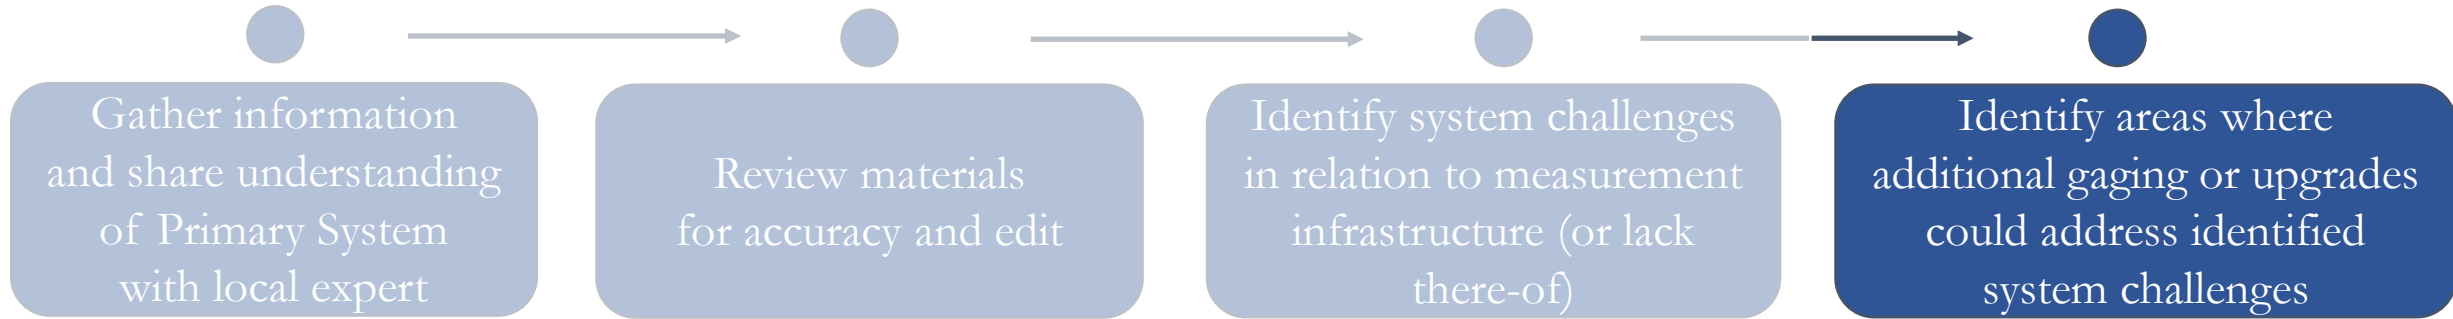 Gather information
and share understanding
of Primary System
with local expert
Review materials
for accuracy and edit
Identify system challenges
in relation to measurement
infrastructure (or lack
there-of)
Identify areas where
additional gaging or upgrades
could address identified
system challenges